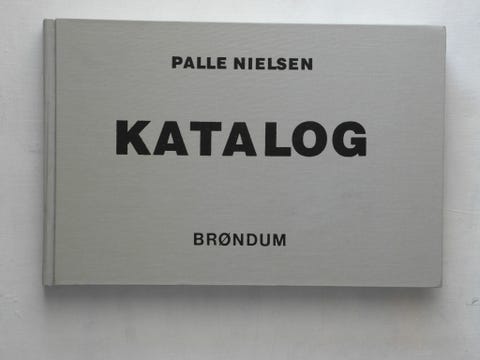 PALLE NIELSEN
KATALOG
BRØNDUM